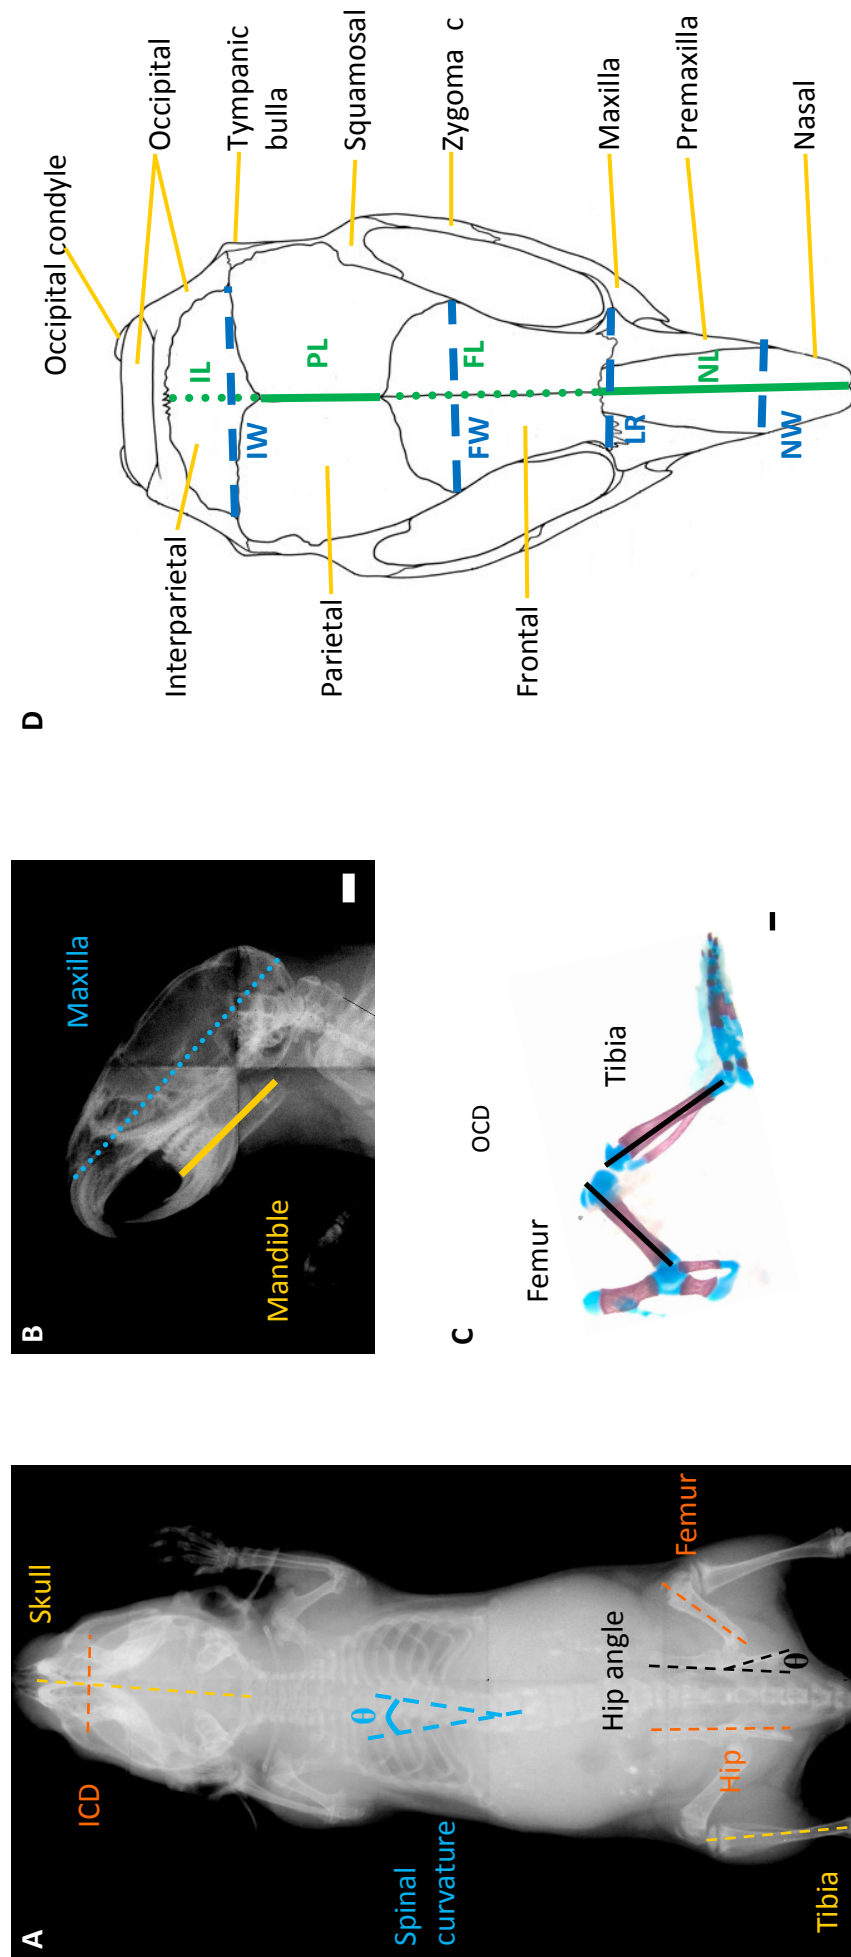 A
Skull
ICD
θ
Spinal
curvature
Hip angle
Femur
θ
Hip
Tibia
B
Maxilla
Mandible
C
OCD
Femur
Tibia
D
Occipital condyle
Occipital
Tympanic
bulla
Squamosal
Zygoma c
Maxilla
Premaxilla
Nasal
Interparietal
Parietal
Frontal
IL
IW
PL
FL
FW
LR
NL
NW